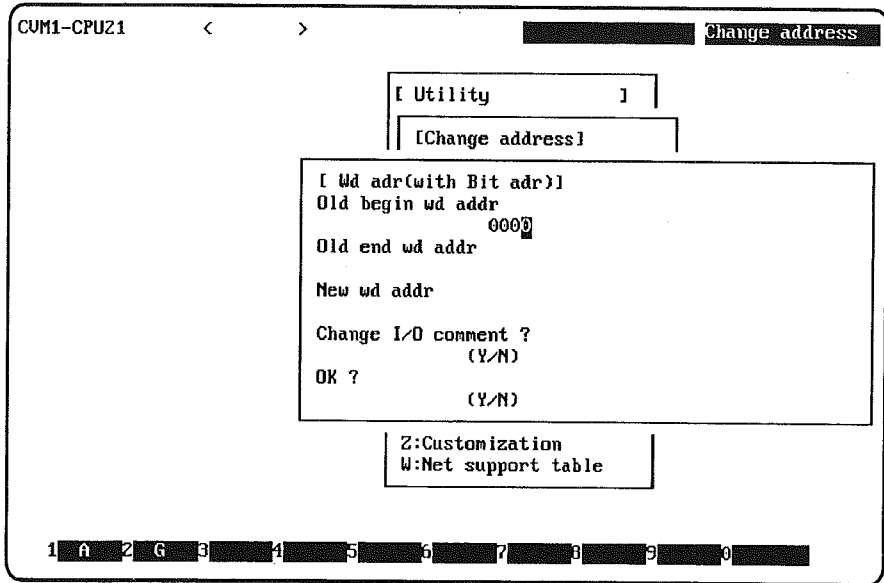 CVM1-CPU21 < > Change address
[ Utility ]
[Change address]
[ Wd adr(with Bit adr)]
Old begin wd addr
0000
Old end wd addr
New wd addr
Change I/O comment ?
(Y/N)
OK ?
(Y/N)
Z:Customization
W:Net support table
1 A 2 G 3 4 5 6 7 8 9 0